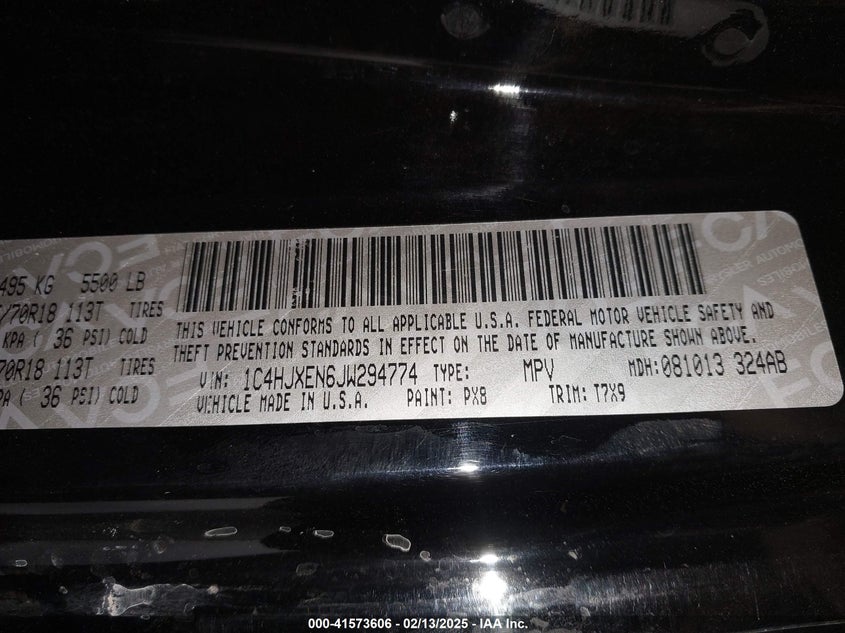 495 KG 5500 LB
/70R18 113T TIRES
KPA ( 36 PSI) COLD
70R18 113T TIRES
PA ( 36 PSI) COLD
THIS VEHICLE CONFORMS TO ALL APPLICABLE U.S.A. FEDERAL MOTOR VEHICLE SAFETY AND
THEFT PREVENTION STANDARDS IN EFFECT ON THE DATE OF MANUFACTURE SHOWN ABOVE.
VIN: 1C4HJXEN6JW294774 TYPE: MPV MDH:081013 324AB
VEHICLE MADE IN U.S.A. PAINT: PX8 TRIM: T7X9
000-41573606 - 02/13/2025 - IAA Inc.